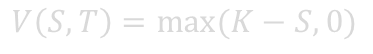 V(S, T) = max(K − S, 0)